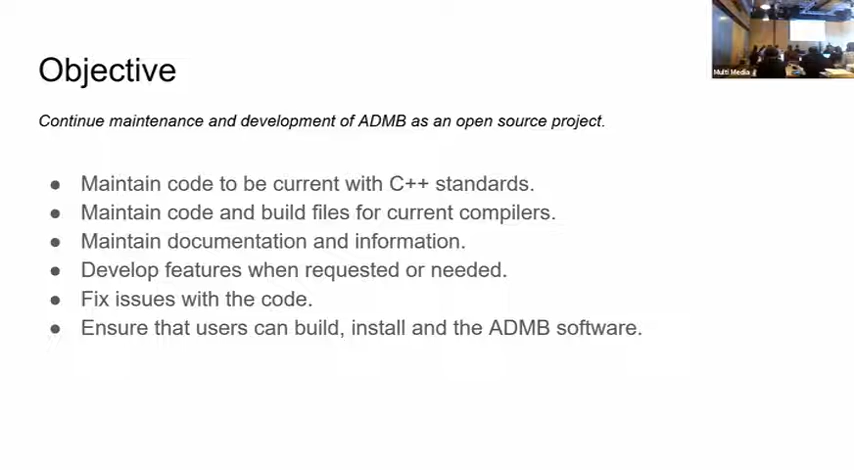 Objective
Continue maintenance and development of ADMB as an open source project.
● Maintain code to be current with C++ standards.
● Maintain code and build files for current compilers.
● Maintain documentation and information.
● Develop features when requested or needed.
● Fix issues with the code.
● Ensure that users can build, install and the ADMB software.
Multi Media